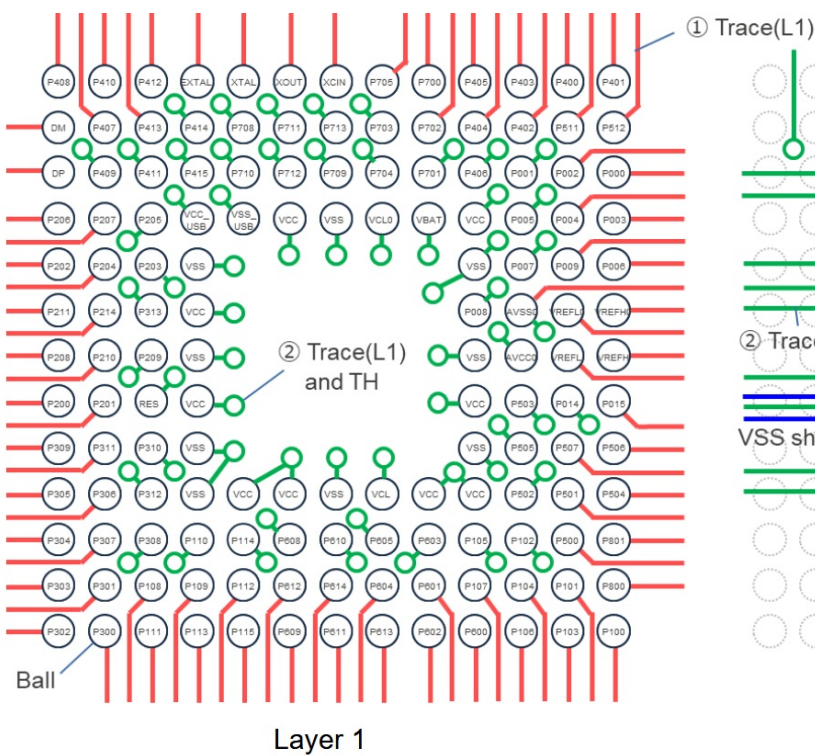 ① Trace(L1)
P408 P410 P412 EXTAL XTAL XOUT XCIN P705 P700 P405 P403 P400 P401
DM P407 P413 P414 P708 P711 P713 P703 P702 P404 P402 P511 P512
DP P409 P411 P415 P710 P712 P709 P704 P701 P406 P001 P002 P000
P206 P207 P205 VCC_ VSS_ VCC VSS VCL0 VBAT VCC P005 P004 P003
USB USB
P202 P204 P203 VSS VSS P007 P009 P006
P211 P214 P313 VCC P008 AVSS0 VREFL0 VREFH0
② Trace
P208 P210 P209 VSS ② Trace(L1) VSS AVCC0 VREFL VREFH
and TH
P200 P201 RES VCC VCC P503 P014 P015
VSS sh
P309 P311 P310 VSS VSS P505 P507 P506
P305 P306 P312 VSS VCC VCC VSS VCL VCC VCC P502 P501 P504
P304 P307 P308 P110 P114 P608 P610 P605 P603 P105 P102 P500 P801
P303 P301 P108 P109 P112 P612 P614 P604 P601 P107 P104 P101 P800
P302 P300 P111 P113 P115 P609 P611 P613 P602 P600 P106 P103 P100
Ball
Layer 1